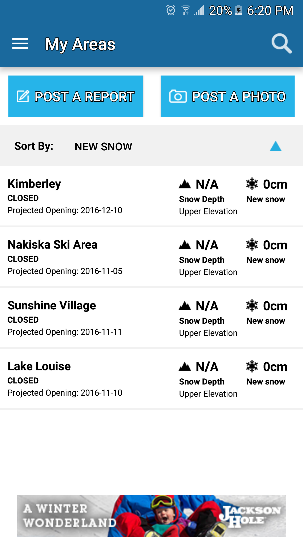 20% 6:20 PM
My Areas
POST A REPORT POST A PHOTO
Sort By: NEW SNOW
Kimberley N/A 0cm
CLOSED Snow Depth New snow
Projected Opening: 2016-12-10 Upper Elevation
Nakiska Ski Area N/A 0cm
CLOSED Snow Depth New snow
Projected Opening: 2016-11-05 Upper Elevation
Sunshine Village N/A 0cm
CLOSED Snow Depth New snow
Projected Opening: 2016-11-11 Upper Elevation
Lake Louise N/A 0cm
CLOSED Snow Depth New snow
Projected Opening: 2016-11-10 Upper Elevation
A WINTER
WONDERLAND
JACKSON
HOLE